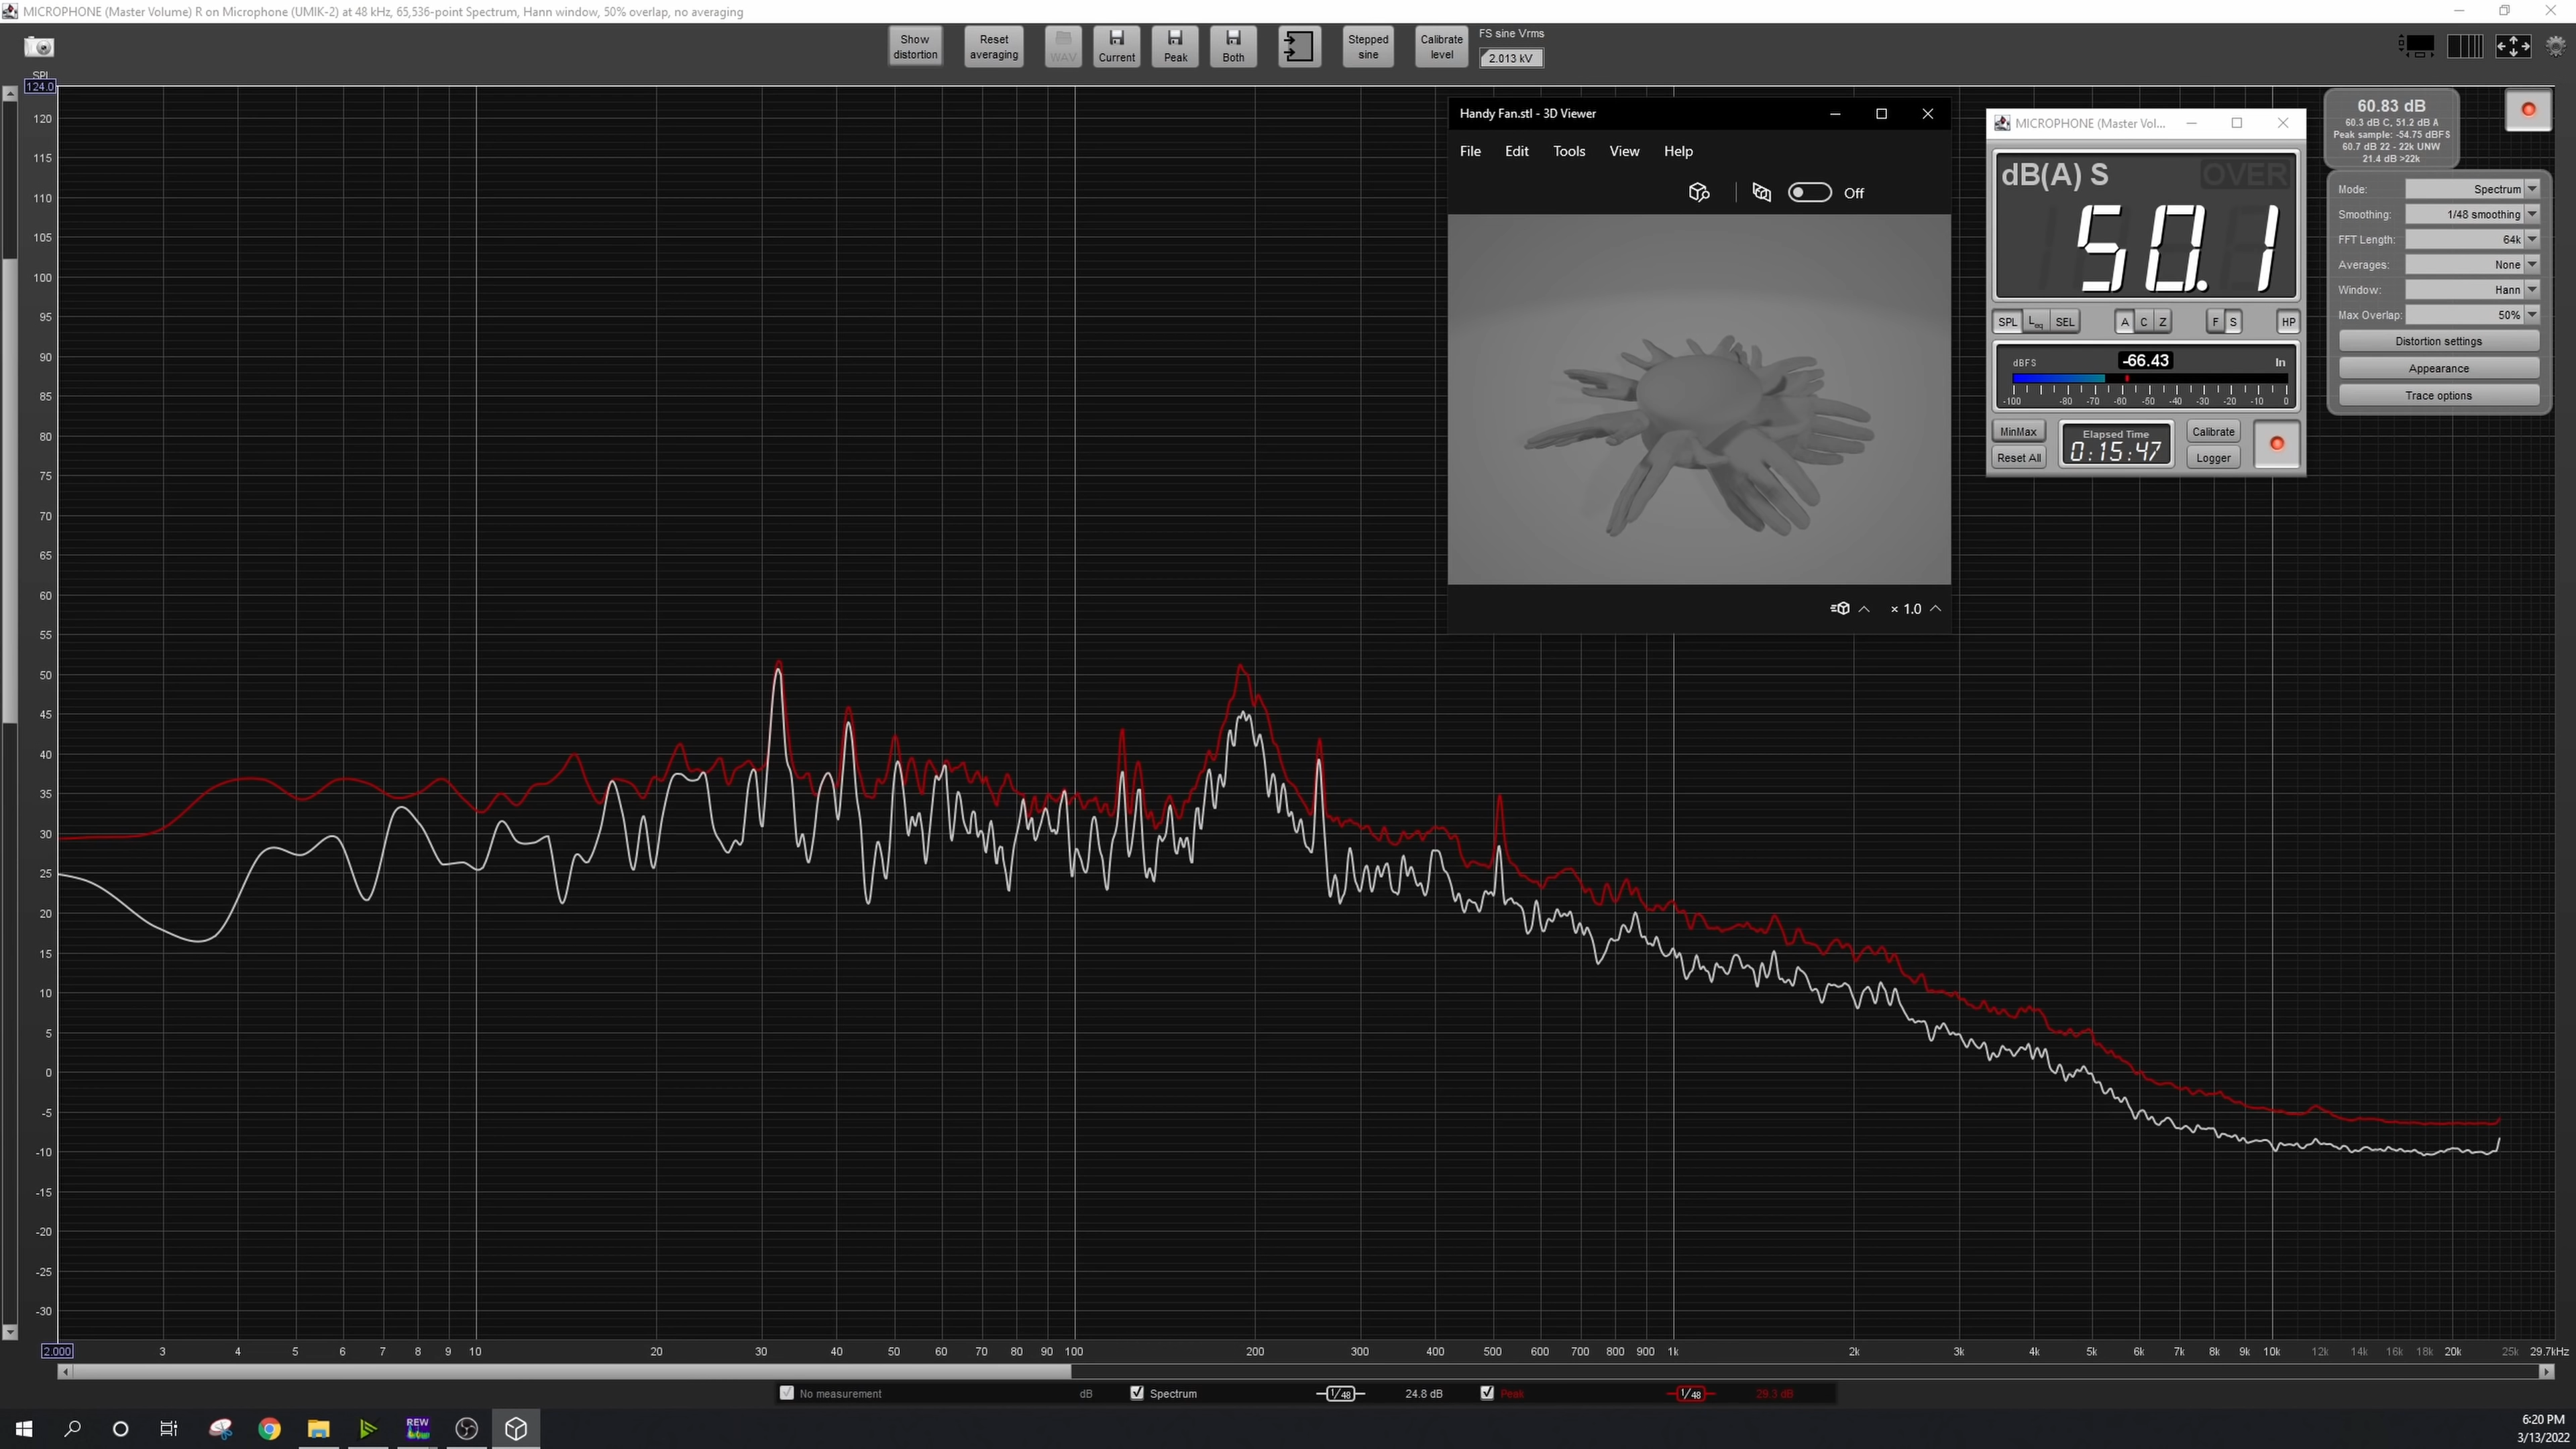 MICROPHONE (Master Volume) R on Microphone (UMIK-2) at 48 kHz, 65,536-point Spectrum, Hann window, 50% overlap, no averaging
Show distortion
Reset averaging
WAV
Current
Peak
Both
Stepped sine
Calibrate level
FS sine Vrms
2.013 kV
SPL
124.0
120
115
110
105
100
95
90
85
80
75
70
65
60
55
50
45
40
35
30
25
20
15
10
5
0
-5
-10
-15
-20
-25
-30
Handy Fan.stl - 3D Viewer
File Edit Tools View Help
Off
× 1.0
MICROPHONE (Master Vol...
dB(A) S OVER
50.1
SPL Leq SEL A C Z F S HP
dBFS -66.43 In
-100 -80 -70 -60 -50 -40 -30 -20 -10 0
MinMax
Reset All
Elapsed Time
0:15:47
Calibrate
Logger
60.83 dB
60.3 dB C, 51.2 dB A
Peak sample: -54.75 dBFS
60.7 dB 22 - 22k UNW
21.4 dB >22k
Mode: Spectrum
Smoothing: 1/48 smoothing
FFT Length: 64k
Averages: None
Window: Hann
Max Overlap: 50%
Distortion settings
Appearance
Trace options
2.000 3 4 5 6 7 8 9 10 20 30 40 50 60 70 80 90 100 200 300 400 500 600 700 800 900 1k 2k 3k 4k 5k 6k 7k 8k 9k 10k 12k 14k 16k 18k 20k 25k 29.7kHz
No measurement dB Spectrum 1/48 24.8 dB Peak 1/48 29.3 dB
REW
6:20 PM
3/13/2022